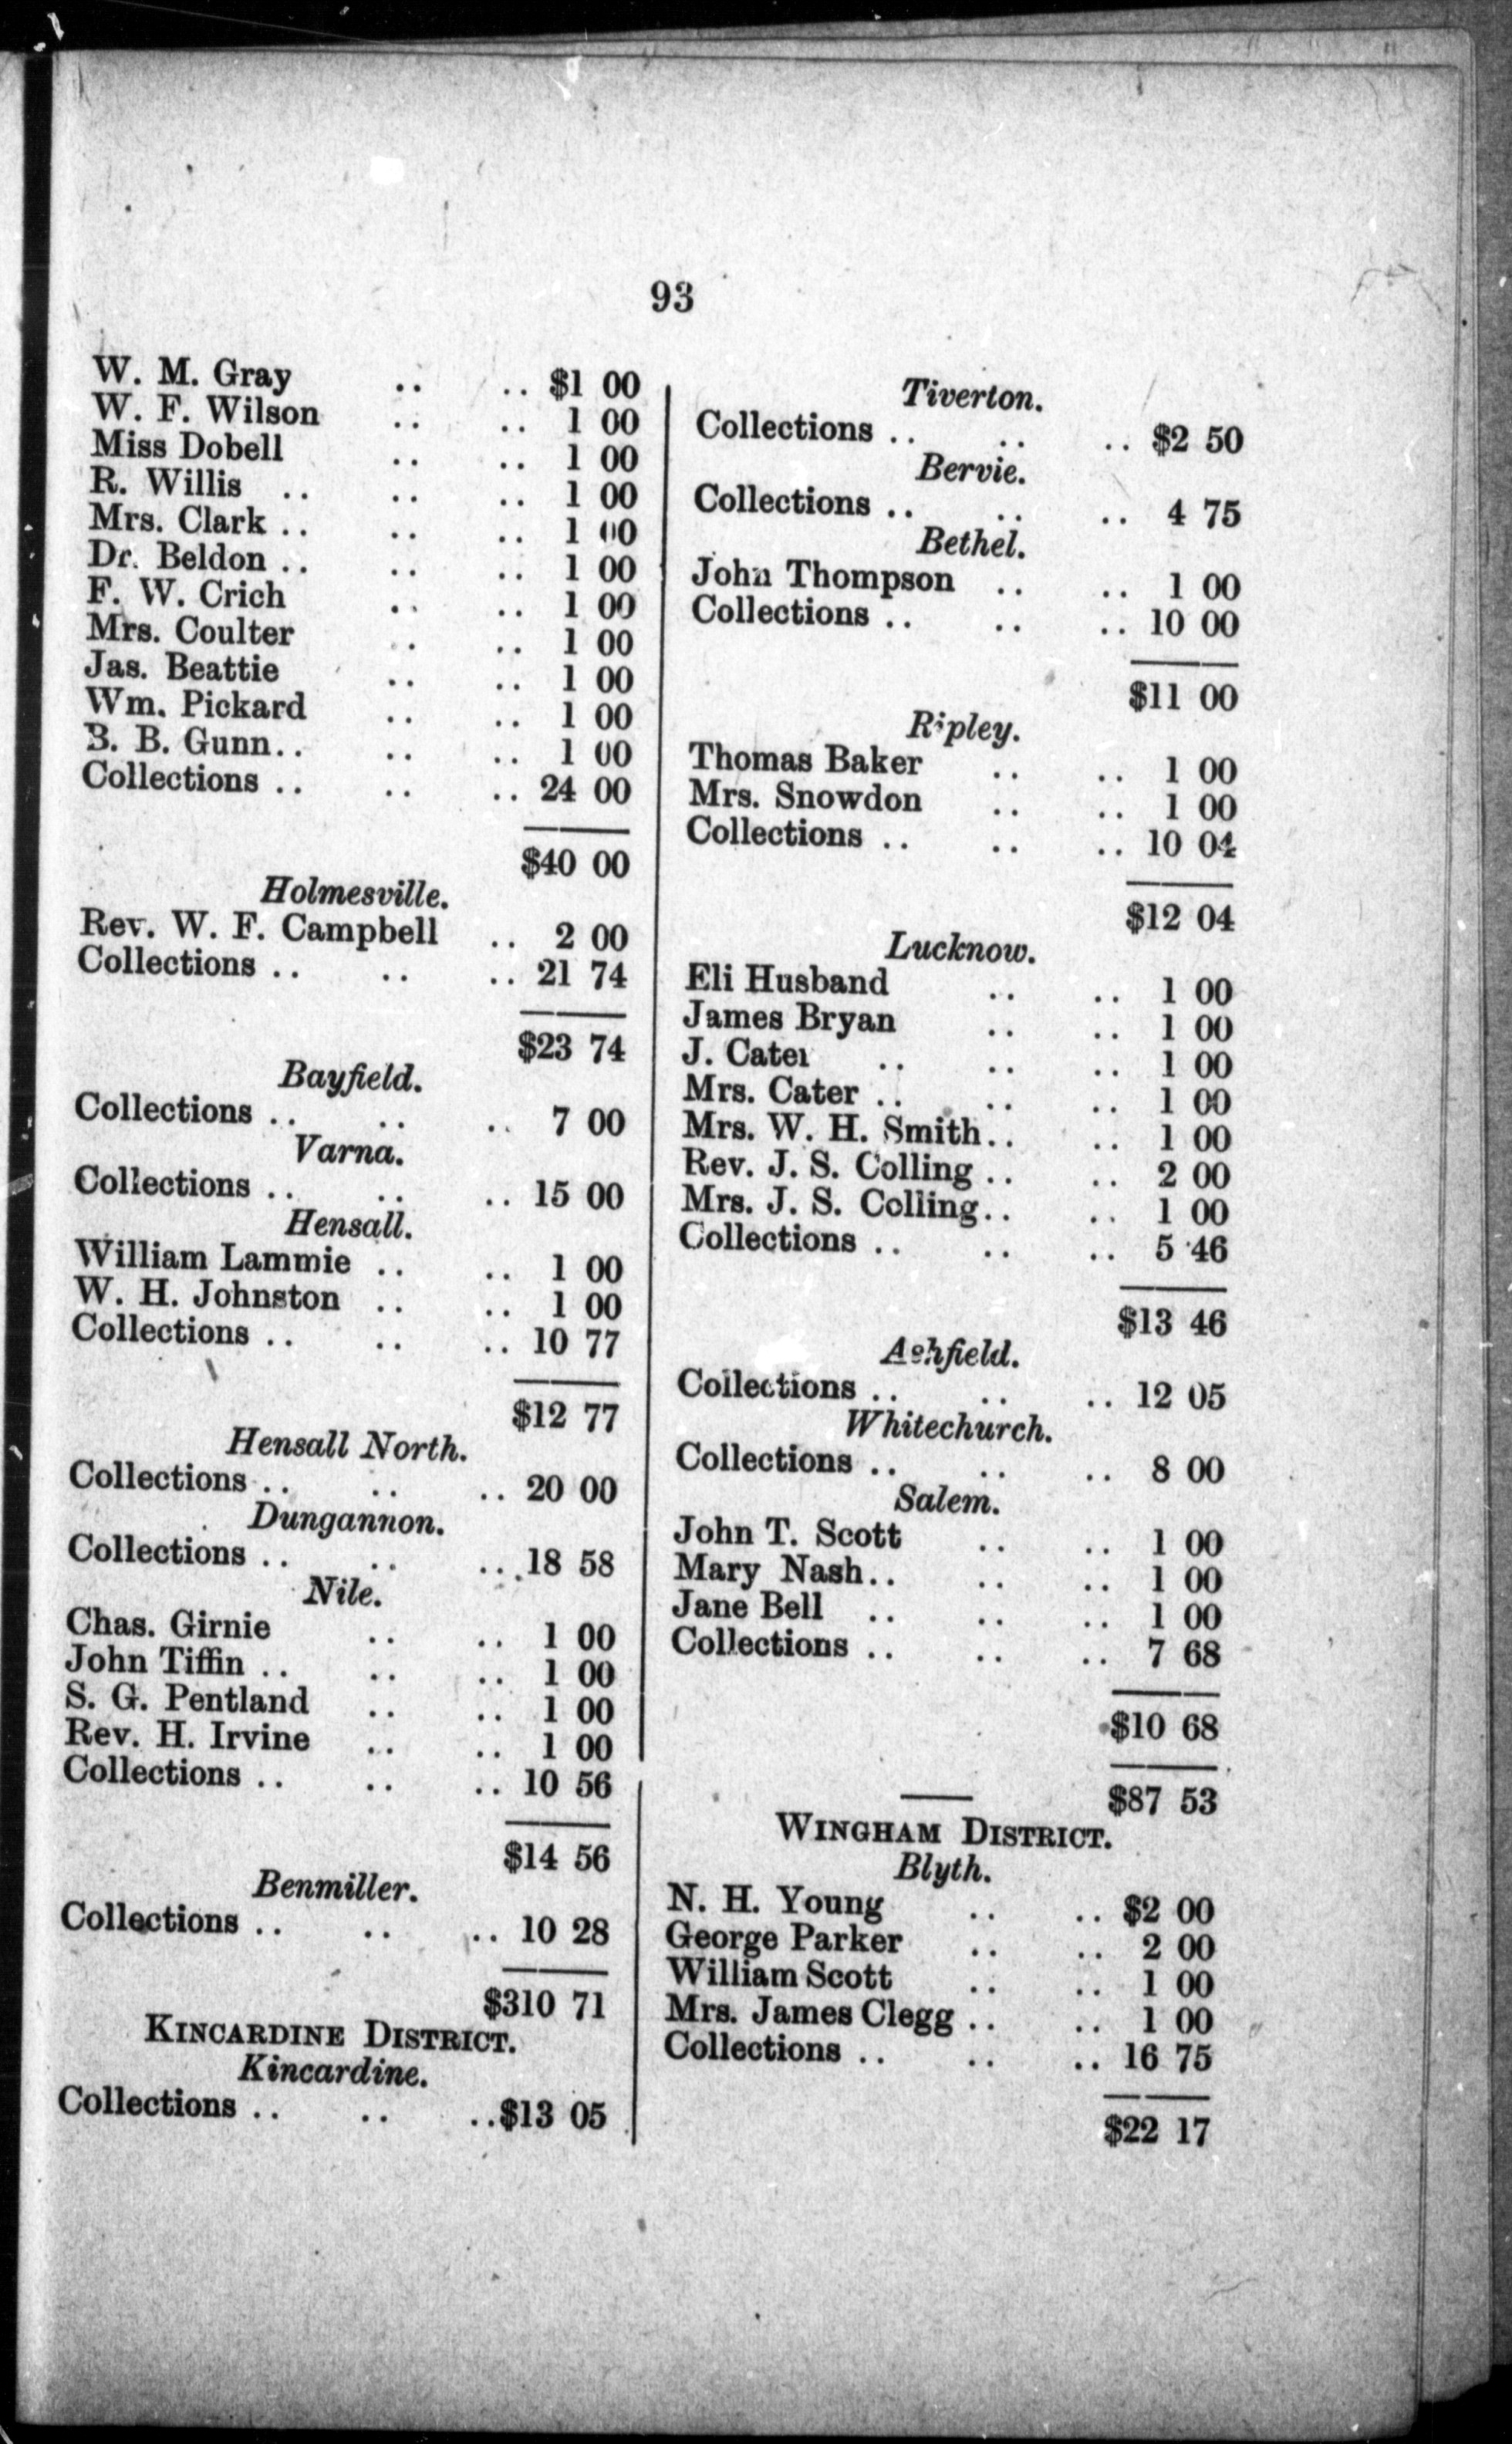 93
W. M. Gray .. .. $1 00
W. F. Wilson .. .. 1 00
Miss Dobell .. .. 1 00
R. Willis .. .. .. 1 00
Mrs. Clark .. .. .. 1 00
Dr. Beldon .. .. .. 1 00
F. W. Crich .. .. 1 00
Mrs. Coulter .. .. 1 00
Jas. Beattie .. .. 1 00
Wm. Pickard .. .. 1 00
B. B. Gunn.. .. .. 1 00
Collections .. .. .. 24 00
$40 00
Holmesville.
Rev. W. F. Campbell .. 2 00
Collections .. .. .. 21 74
$23 74
Bayfield.
Collections .. .. .. 7 00
Varna.
Collections .. .. .. 15 00
Hensall.
William Lammie .. .. 1 00
W. H. Johnston .. .. 1 00
Collections .. .. .. 10 77
$12 77
Hensall North.
Collections .. .. .. 20 00
Dungannon.
Collections .. .. .. 18 58
Nile.
Chas. Girnie .. .. 1 00
John Tiffin .. .. .. 1 00
S. G. Pentland .. .. 1 00
Rev. H. Irvine .. .. 1 00
Collections .. .. .. 10 56
$14 56
Benmiller.
Collections .. .. .. 10 28
$310 71
KINCARDINE DISTRICT.
Kincardine.
Collections .. .. ..$13 05
Tiverton.
Collections .. .. .. $2 50
Bervie.
Collections .. .. .. 4 75
Bethel.
John Thompson .. .. 1 00
Collections .. .. .. 10 00
$11 00
Ripley.
Thomas Baker .. .. 1 00
Mrs. Snowdon .. .. 1 00
Collections .. .. .. 10 04
$12 04
Lucknow.
Eli Husband .. .. 1 00
James Bryan .. .. 1 00
J. Cater .. .. .. 1 00
Mrs. Cater .. .. .. 1 00
Mrs. W. H. Smith.. .. 1 00
Rev. J. S. Colling .. .. 2 00
Mrs. J. S. Colling.. .. 1 00
Collections .. .. .. 5 46
$13 46
Ashfield.
Collections .. .. .. 12 05
Whitechurch.
Collections .. .. .. 8 00
Salem.
John T. Scott .. .. 1 00
Mary Nash.. .. .. 1 00
Jane Bell .. .. .. 1 00
Collections .. .. .. 7 68
$10 68
$87 53
WINGHAM DISTRICT.
Blyth.
N. H. Young .. .. $2 00
George Parker .. .. 2 00
William Scott .. .. 1 00
Mrs. James Clegg .. .. 1 00
Collections .. .. .. 16 75
$22 17